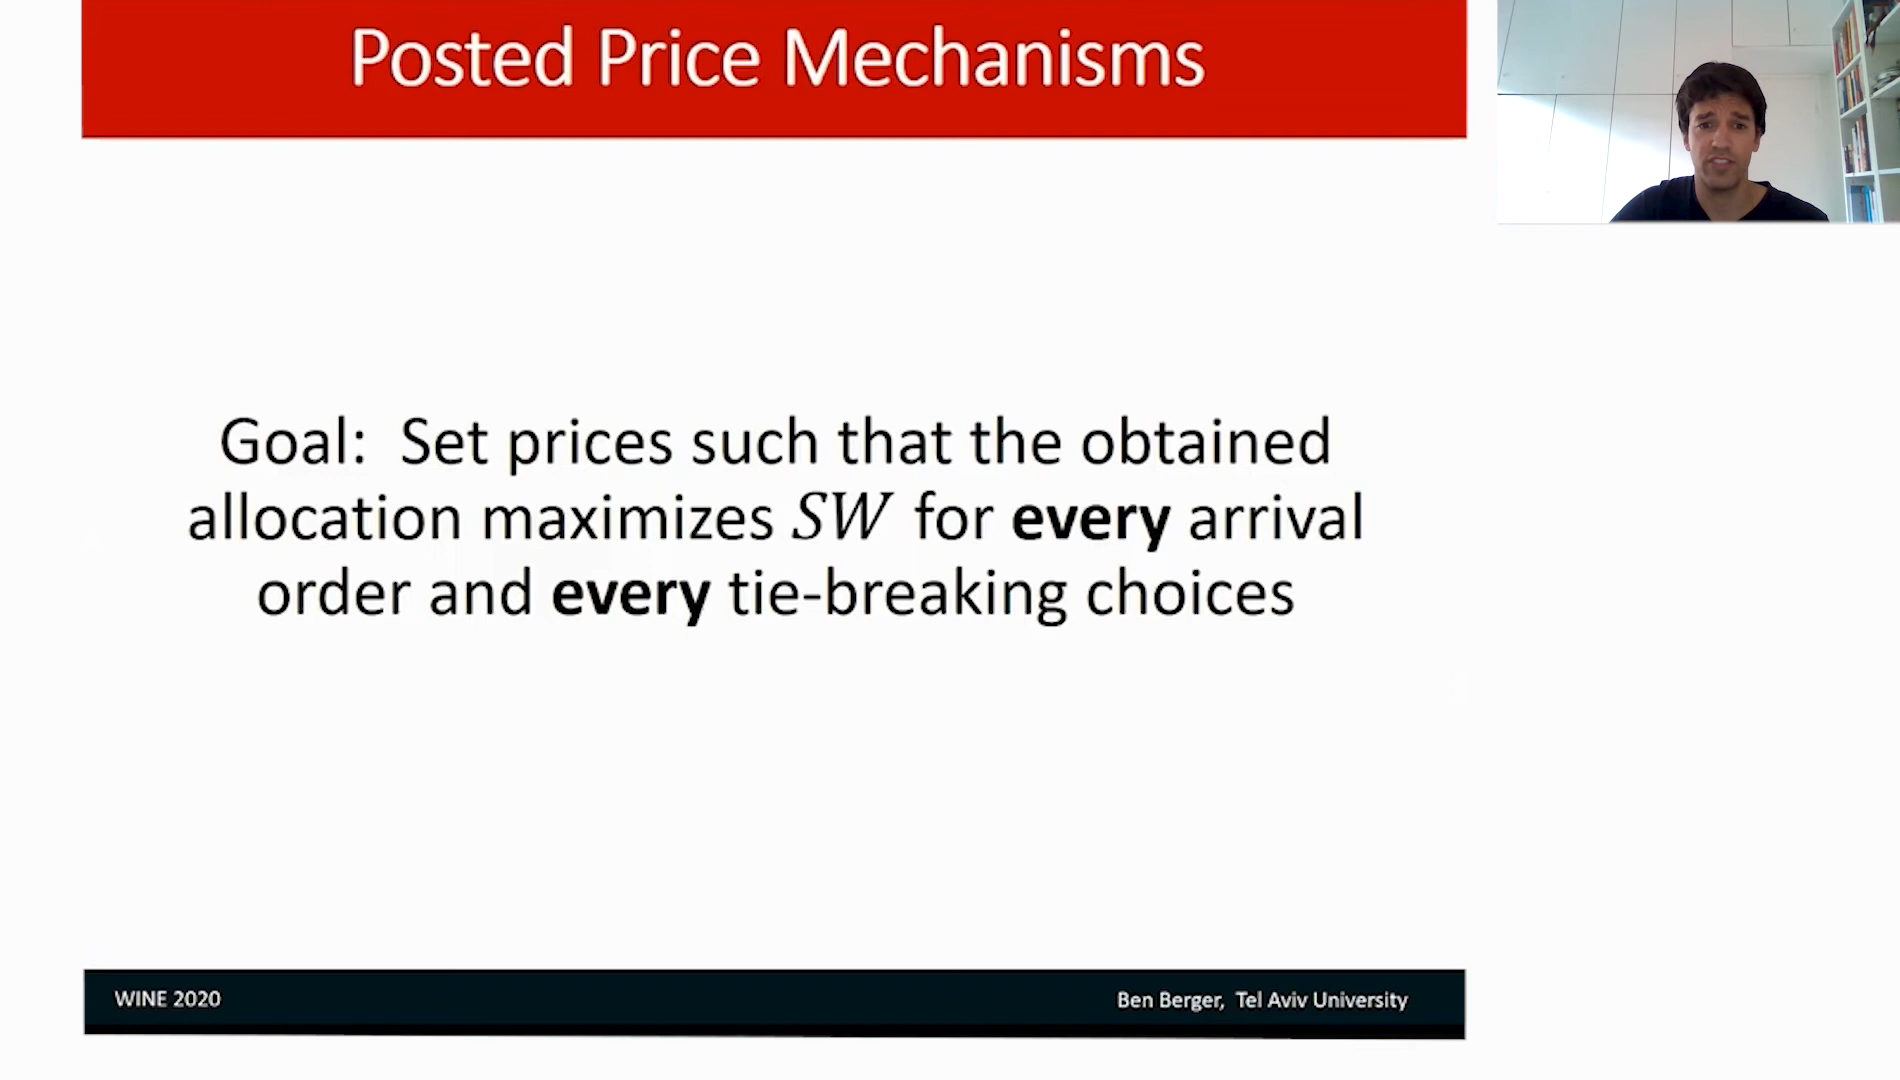 Posted Price Mechanisms
Goal: Set prices such that the obtained
allocation maximizes SW for every arrival
order and every tie-breaking choices
WINE 2020
Ben Berger, Tel Aviv University